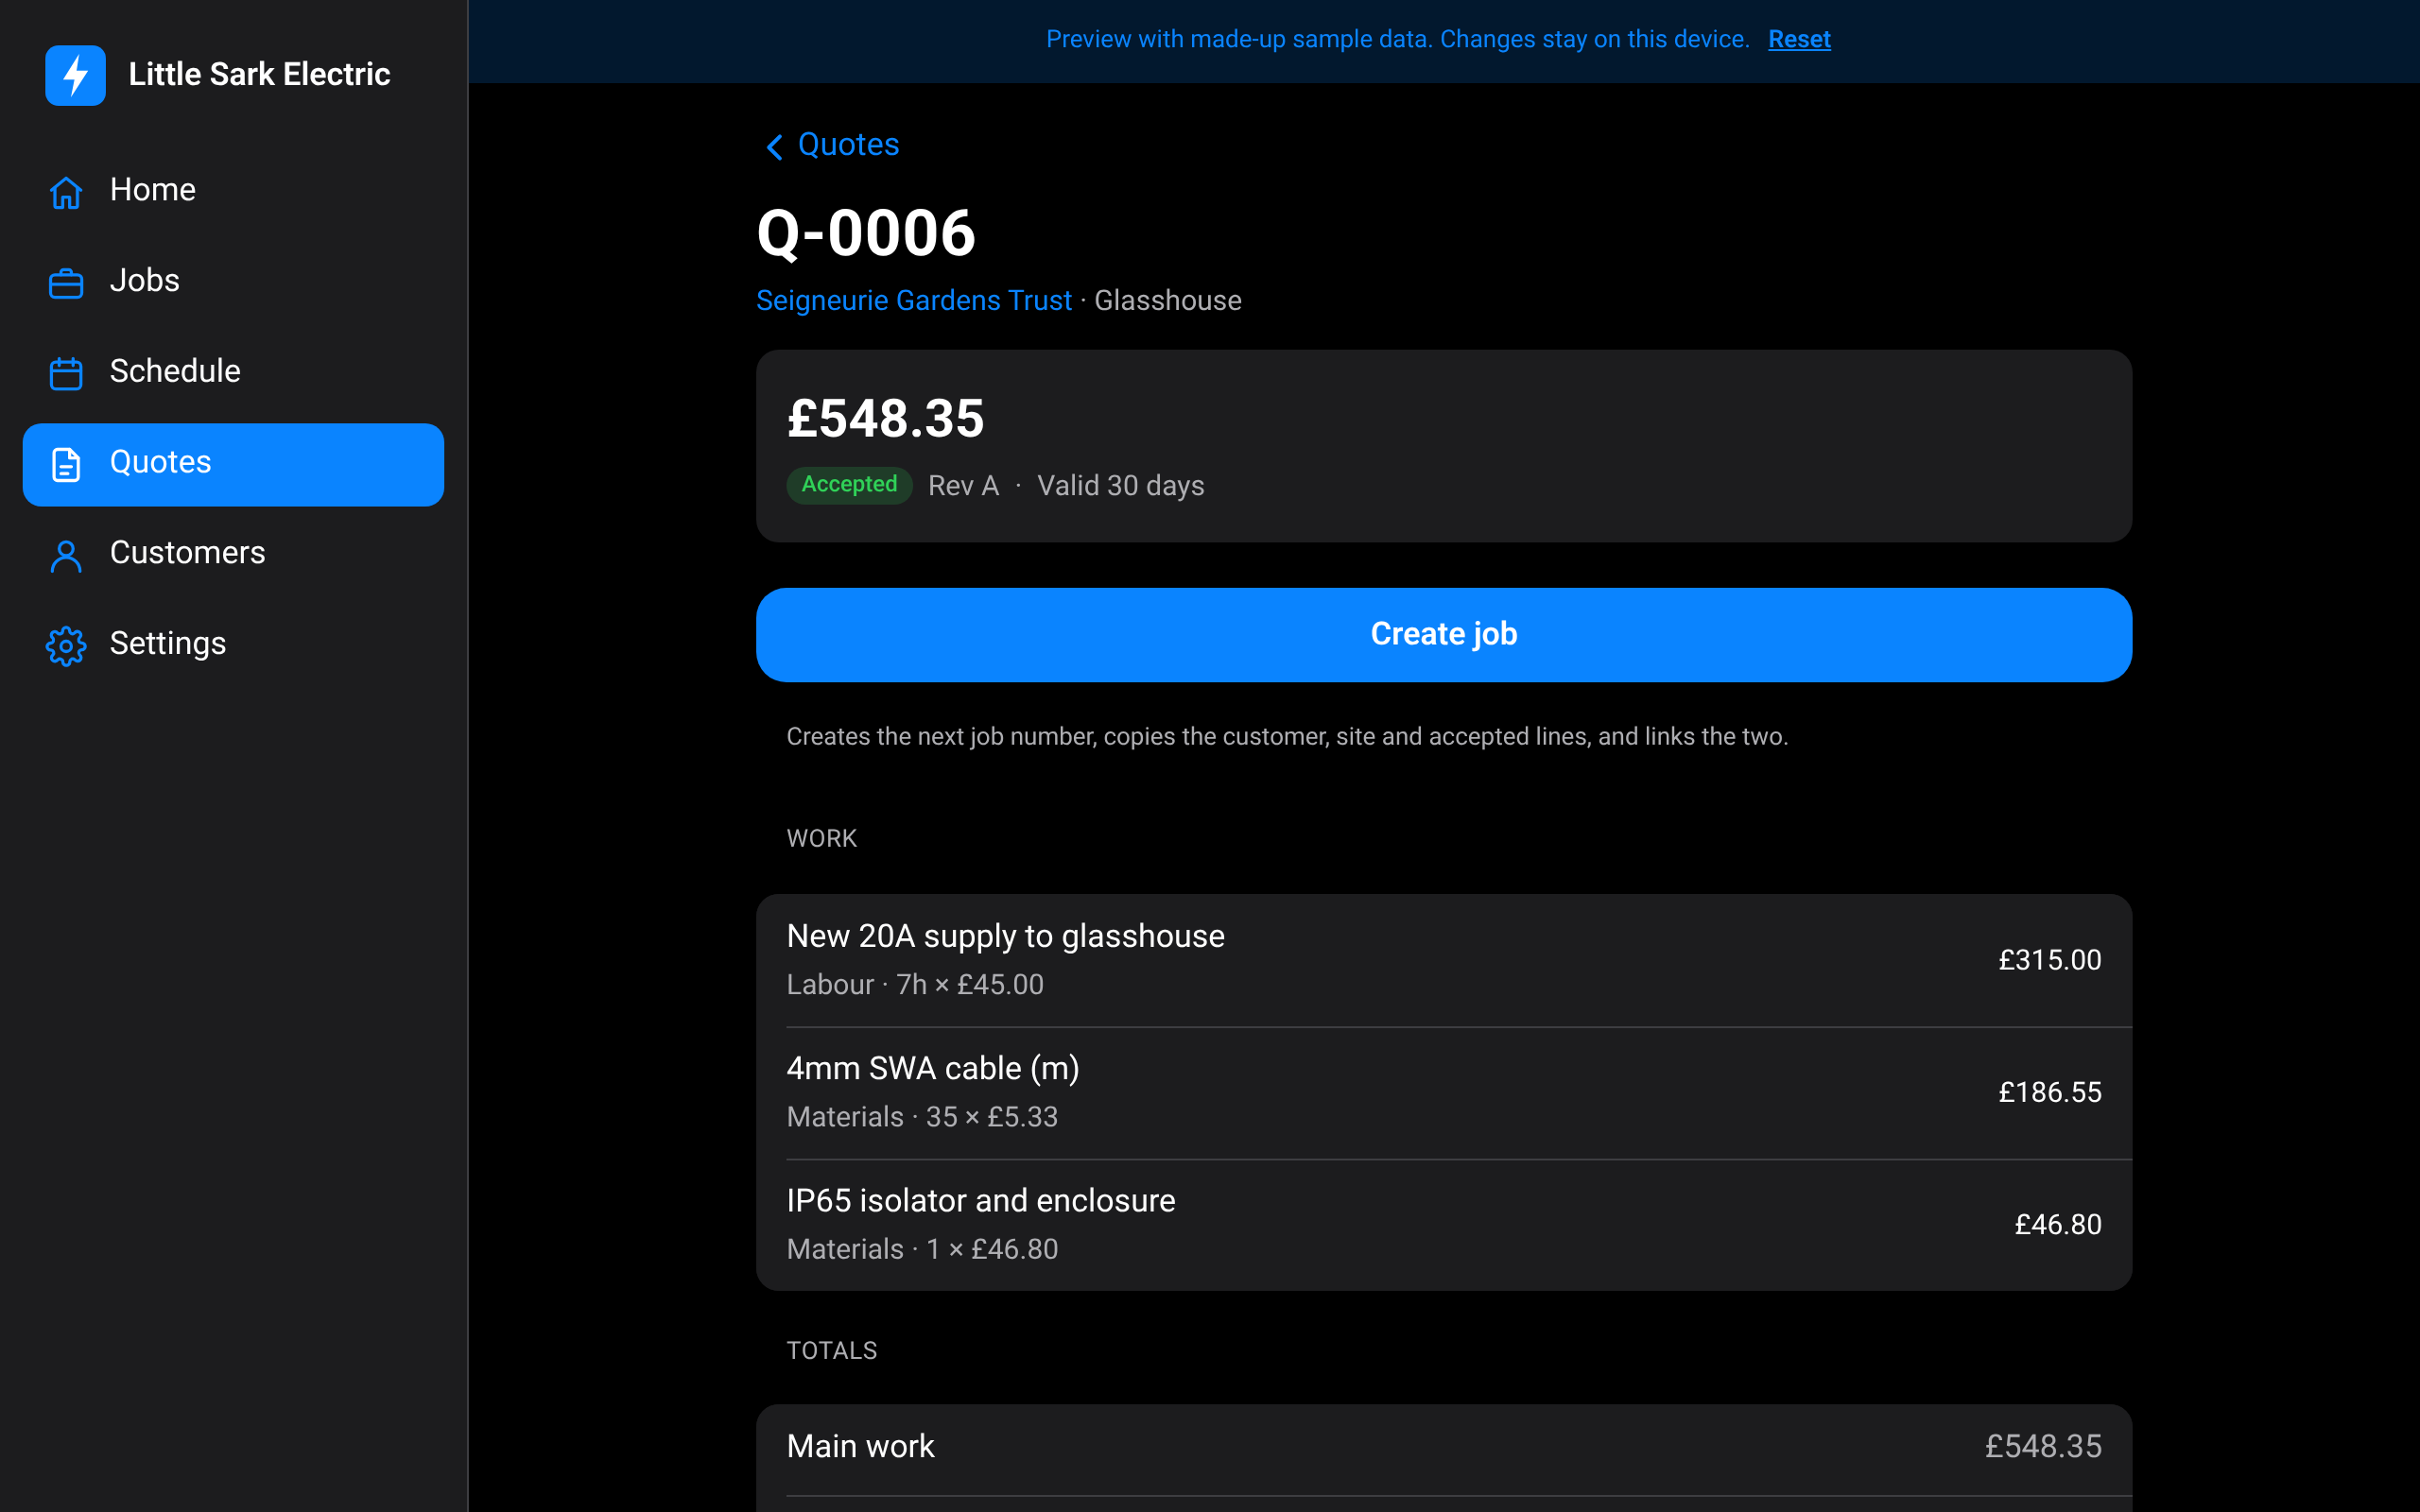 Little Sark Electric
Home
Jobs
Schedule
Quotes
Customers
Settings
Preview with made-up sample data. Changes stay on this device. Reset
Quotes
Q-0006
Seigneurie Gardens Trust · Glasshouse
£548.35
Accepted Rev A · Valid 30 days
Create job
Creates the next job number, copies the customer, site and accepted lines, and links the two.
WORK
New 20A supply to glasshouse
Labour · 7h × £45.00
£315.00
4mm SWA cable (m)
Materials · 35 × £5.33
£186.55
IP65 isolator and enclosure
Materials · 1 × £46.80
£46.80
TOTALS
Main work £548.35